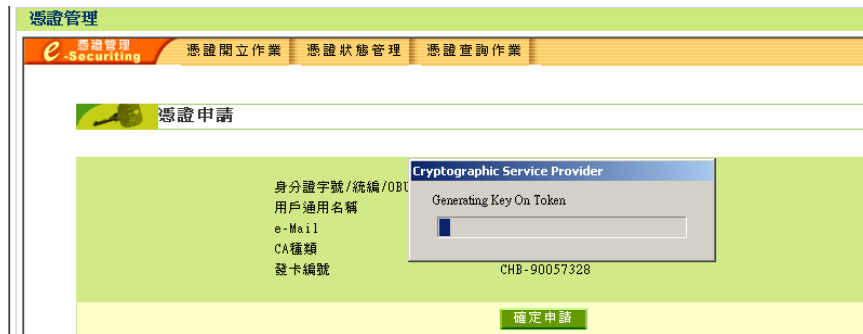 憑證管理
憑證管理
e-Securiting
憑證開立作業 憑證狀態管理 憑證查詢作業
憑證申請
Cryptographic Service Provider
Generating Key On Token
身分證字號/統編/OBU
用戶通用名稱
e-Mail
CA種類
發卡編號 CHB-90057328
確定申請